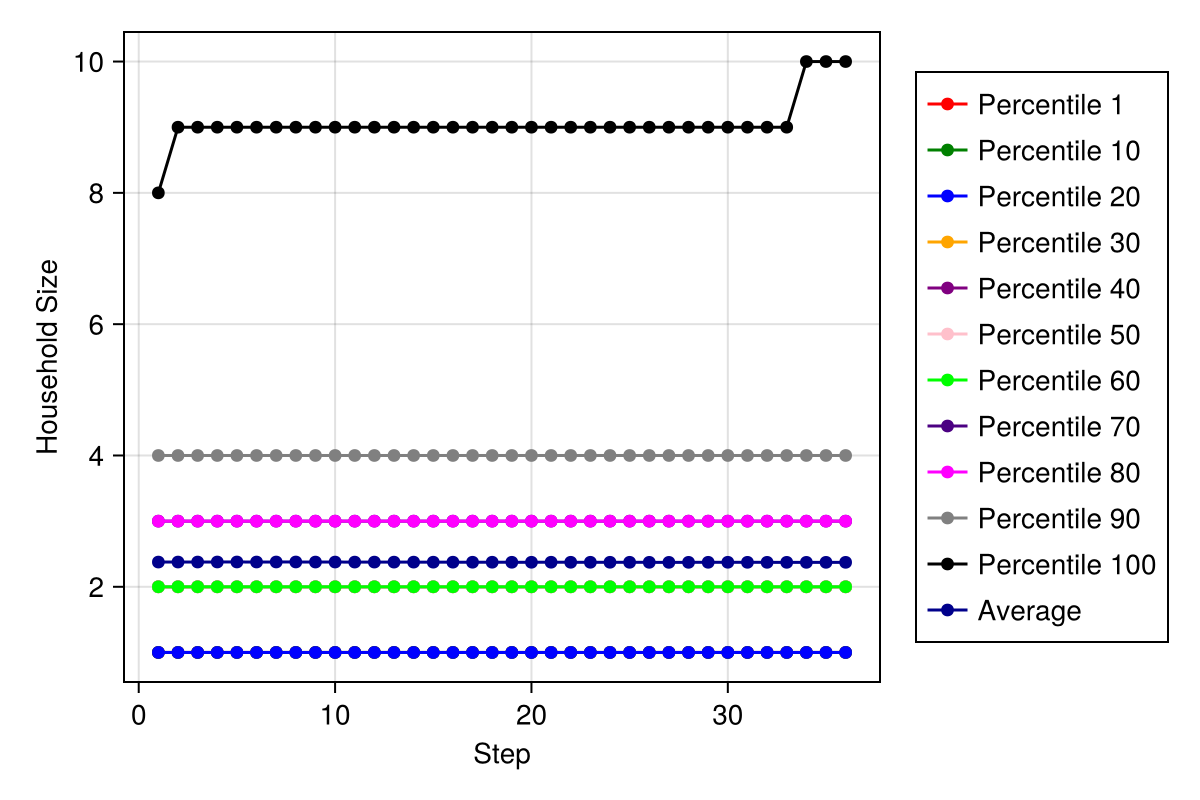 10
8
6
4
2
Household Size
0 10 20 30
Step
Percentile 1
Percentile 10
Percentile 20
Percentile 30
Percentile 40
Percentile 50
Percentile 60
Percentile 70
Percentile 80
Percentile 90
Percentile 100
Average